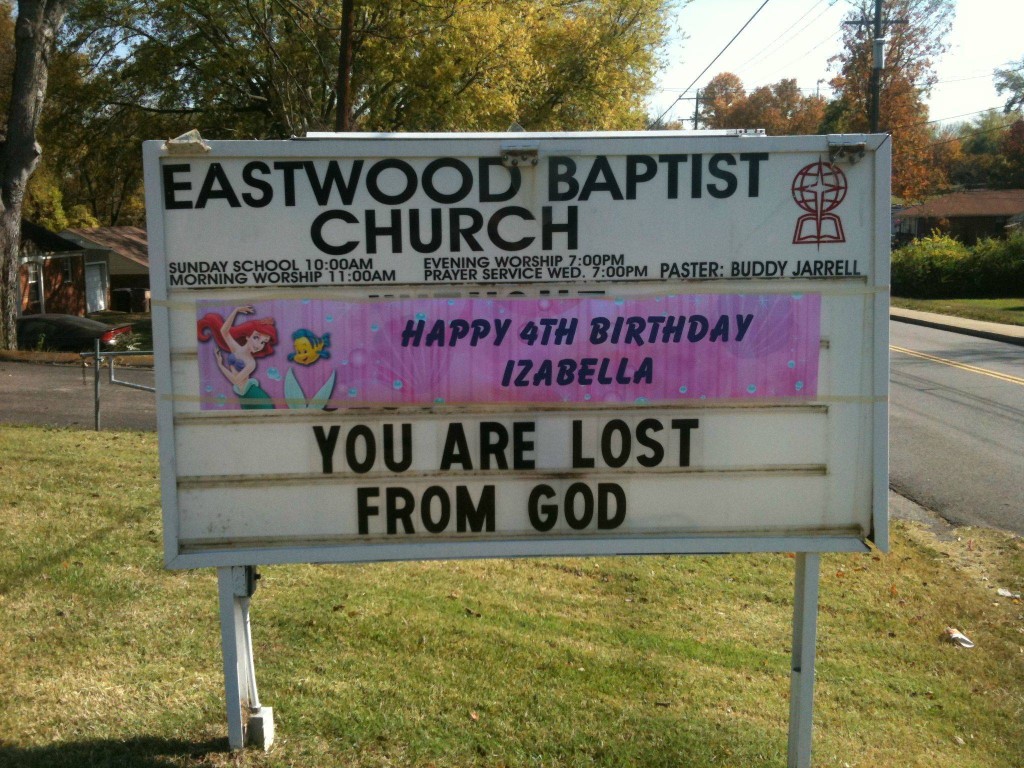 EASTWOOD BAPTIST
CHURCH
SUNDAY SCHOOL 10:00AM
MORNING WORSHIP 11:00AM
EVENING WORSHIP 7:00PM
PRAYER SERVICE WED. 7:00PM
PASTER: BUDDY JARRELL
HAPPY 4TH BIRTHDAY
IZABELLA
YOU ARE LOST
FROM GOD